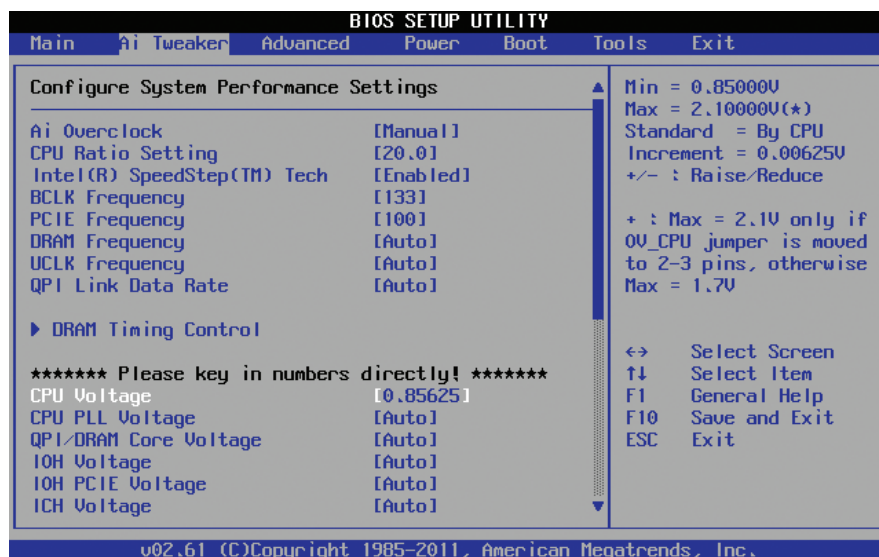 BIOS SETUP UTILITY
Main Ai Tweaker Advanced Power Boot Tools Exit
Configure System Performance Settings
Ai Overclock [Manual]
CPU Ratio Setting [20.0]
Intel(R) SpeedStep(TM) Tech [Enabled]
BCLK Frequency [133]
PCIE Frequency [100]
DRAM Frequency [Auto]
UCLK Frequency [Auto]
QPI Link Data Rate [Auto]
DRAM Timing Control
******* Please key in numbers directly! *******
CPU Voltage [0.85625]
CPU PLL Voltage [Auto]
QPI/DRAM Core Voltage [Auto]
IOH Voltage [Auto]
IOH PCIE Voltage [Auto]
ICH Voltage [Auto]
Min = 0.85000V
Max = 2.10000V(*)
Standard = By CPU
Increment = 0.00625V
+/- : Raise/Reduce
+ : Max = 2.1V only if
OV_CPU jumper is moved
to 2-3 pins, otherwise
Max = 1.7V
←→ Select Screen
↑↓ Select Item
F1 General Help
F10 Save and Exit
ESC Exit
v02.61 (C)Copyright 1985-2011, American Megatrends, Inc.